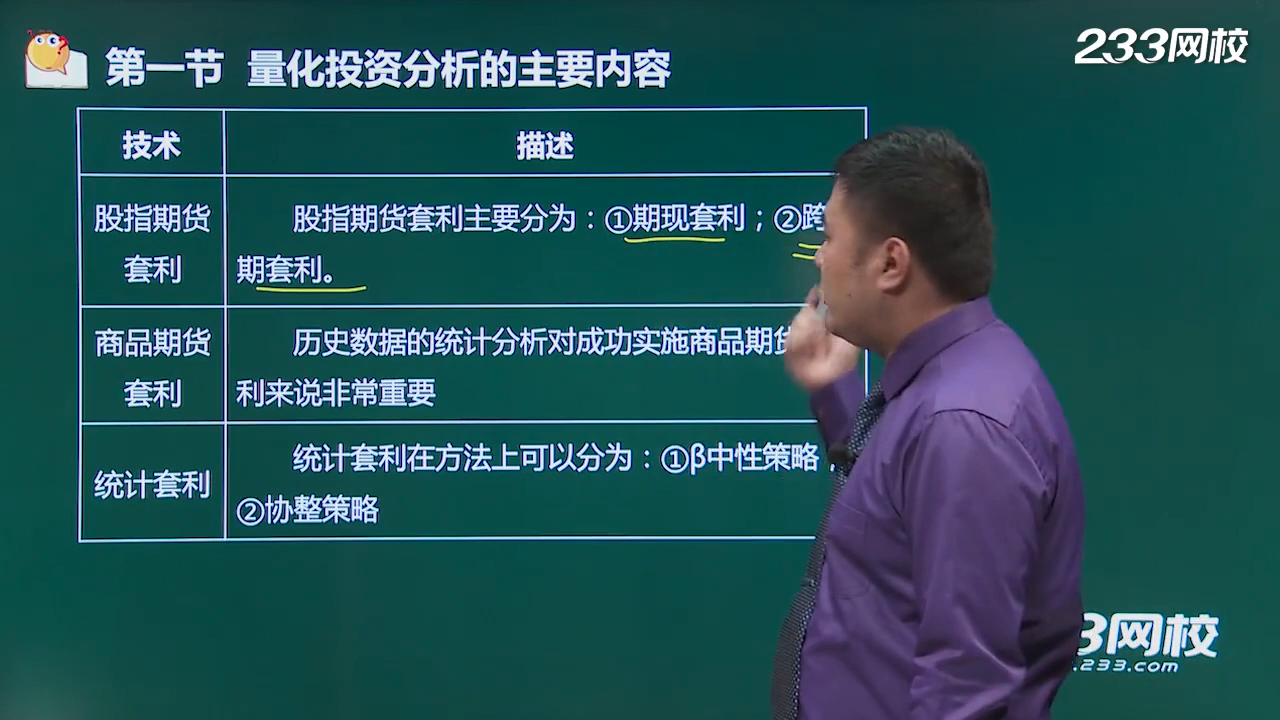 233网校
第一节 量化投资分析的主要内容
技术
描述
股指期货
套利
股指期货套利主要分为：①期现套利；②跨
期套利。
商品期货
套利
历史数据的统计分析对成功实施商品期货
利来说非常重要
统计套利
统计套利在方法上可以分为：①β中性策略；
②协整策略
3网校
.233.com